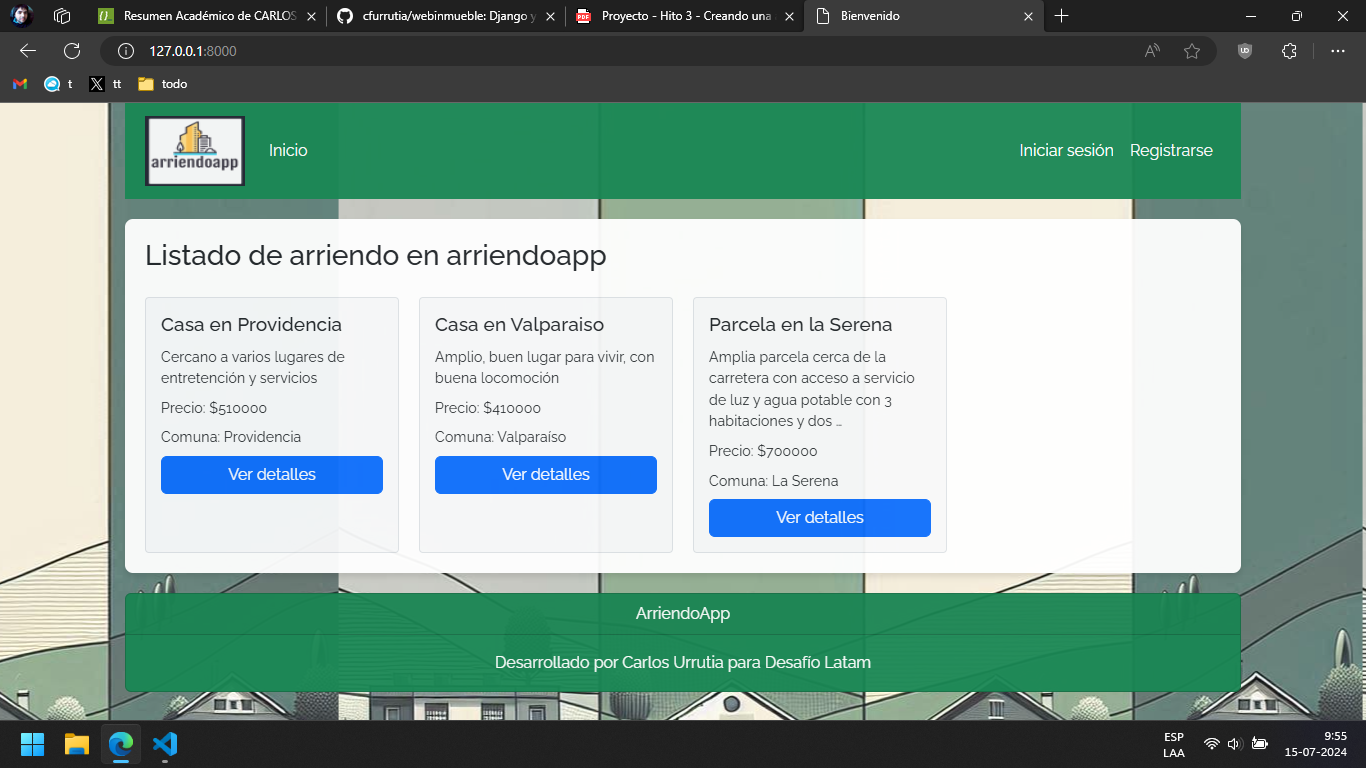 Resumen Académico de CARLOS
cfurrutia/webinmueble: Django y
Proyecto - Hito 3 - Creando una
Bienvenido
127.0.0.1:8000
t
tt
todo
arriendoapp
Inicio
Iniciar sesión
Registrarse
Listado de arriendo en arriendoapp
Casa en Providencia
Cercano a varios lugares de
entretención y servicios
Precio: $510000
Comuna: Providencia
Ver detalles
Casa en Valparaiso
Amplio, buen lugar para vivir, con
buena locomoción
Precio: $410000
Comuna: Valparaíso
Ver detalles
Parcela en la Serena
Amplia parcela cerca de la
carretera con acceso a servicio
de luz y agua potable con 3
habitaciones y dos …
Precio: $700000
Comuna: La Serena
Ver detalles
ArriendoApp
Desarrollado por Carlos Urrutia para Desafío Latam
ESP
LAA
9:55
15-07-2024